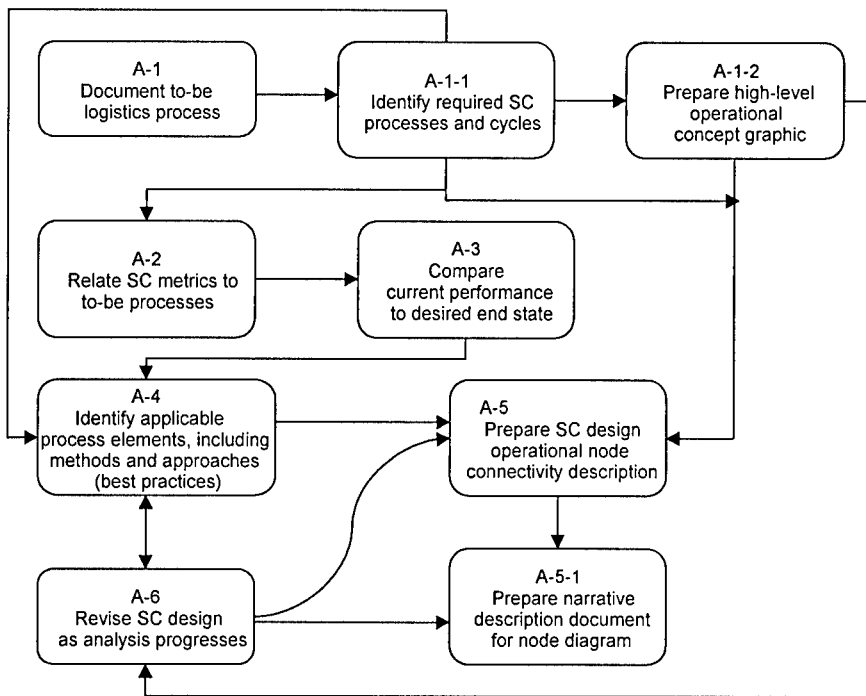 A-1
Document to-be
logistics process
A-1-1
Identify required SC
processes and cycles
A-1-2
Prepare high-level
operational
concept graphic
A-2
Relate SC metrics to
to-be processes
A-3
Compare
current performance
to desired end state
A-4
Identify applicable
process elements, including
methods and approaches
(best practices)
A-5
Prepare SC design
operational node
connectivity description
A-6
Revise SC design
as analysis progresses
A-5-1
Prepare narrative
description document
for node diagram